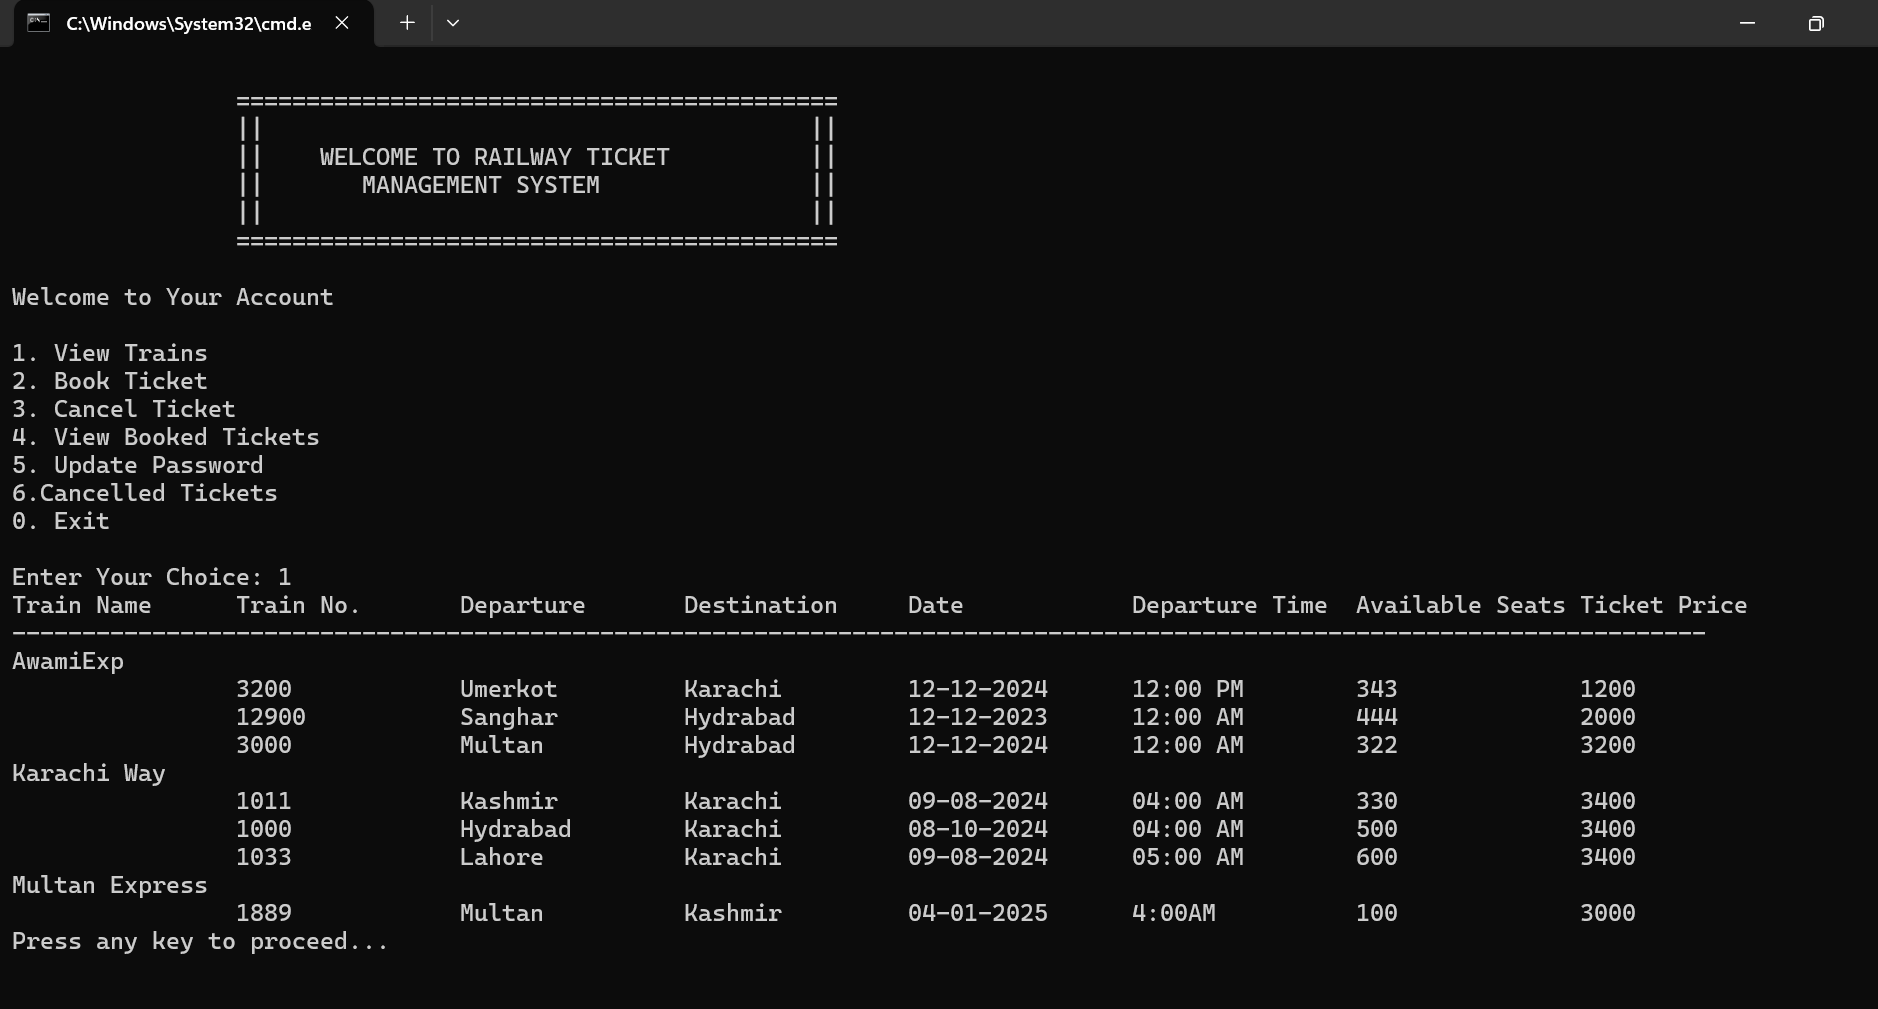 C:\Windows\System32\cmd.e
===========================================
||                                       ||
||    WELCOME TO RAILWAY TICKET          ||
||       MANAGEMENT SYSTEM               ||
||                                       ||
===========================================
Welcome to Your Account
1. View Trains
2. Book Ticket
3. Cancel Ticket
4. View Booked Tickets
5. Update Password
6.Cancelled Tickets
0. Exit
Enter Your Choice: 1
Train Name      Train No.       Departure       Destination     Date            Departure Time  Available Seats Ticket Price
-------------------------------------------------------------------------------------------------------------------------
AwamiExp
                3200            Umerkot         Karachi         12-12-2024      12:00 PM        343             1200
                12900           Sanghar         Hydrabad        12-12-2023      12:00 AM        444             2000
                3000            Multan          Hydrabad        12-12-2024      12:00 AM        322             3200
Karachi Way
                1011            Kashmir         Karachi         09-08-2024      04:00 AM        330             3400
                1000            Hydrabad        Karachi         08-10-2024      04:00 AM        500             3400
                1033            Lahore          Karachi         09-08-2024      05:00 AM        600             3400
Multan Express
                1889            Multan          Kashmir         04-01-2025      4:00AM          100             3000
Press any key to proceed...